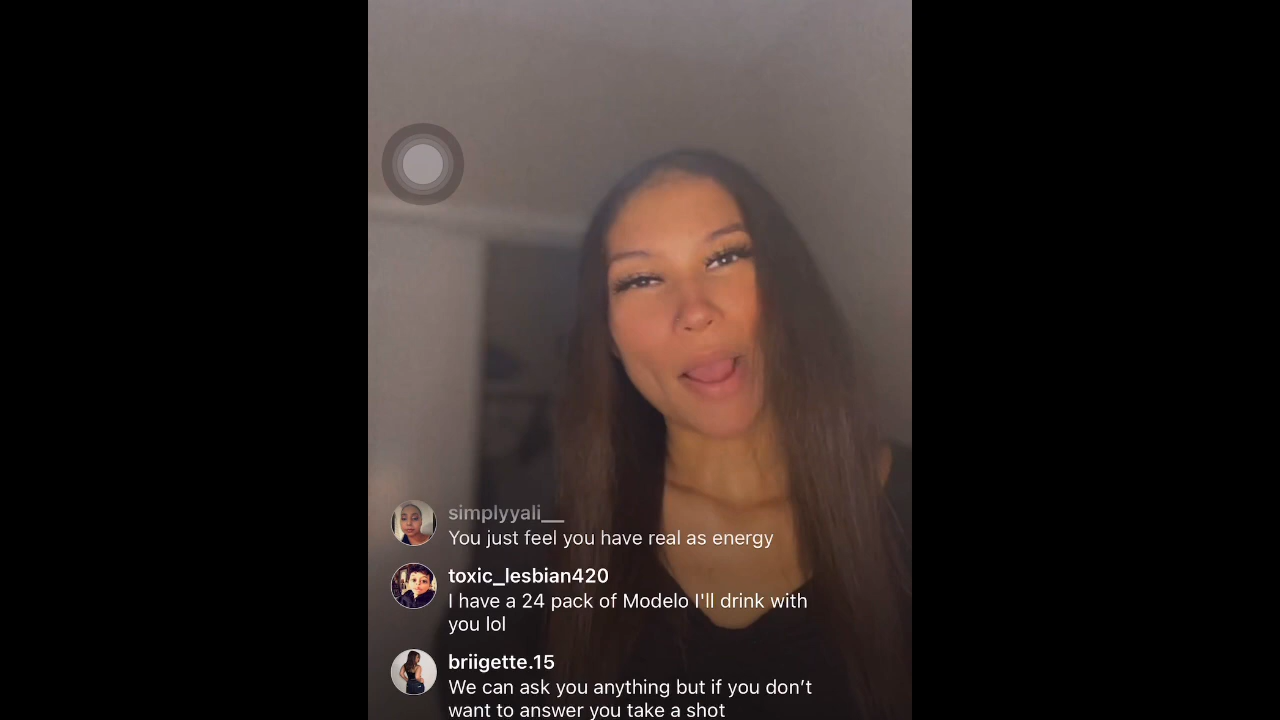 simplyyali__
You just feel you have real as energy
toxic_lesbian420
I have a 24 pack of Modelo I'll drink with
you lol
briigette.15
We can ask you anything but if you don’t
want to answer you take a shot